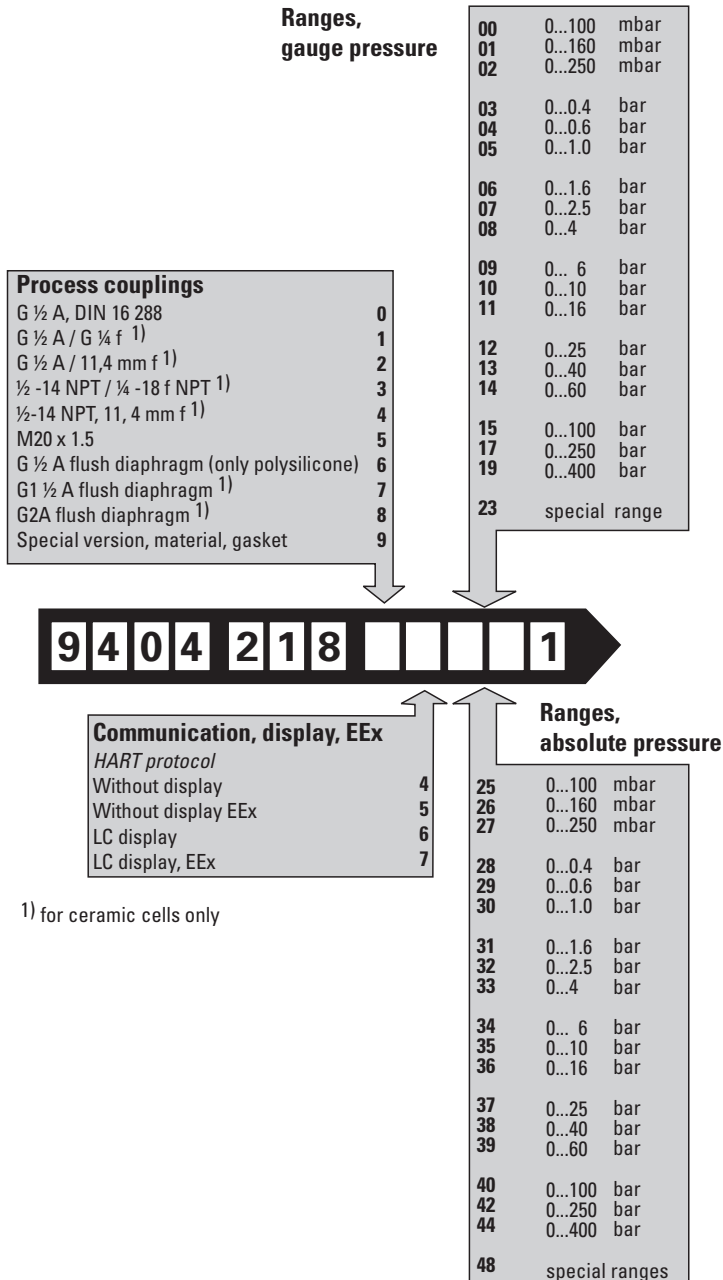 Ranges,
gauge pressure
00 0...100 mbar
01 0...160 mbar
02 0...250 mbar
03 0...0.4 bar
04 0...0.6 bar
05 0...1.0 bar
06 0...1.6 bar
07 0...2.5 bar
08 0...4 bar
09 0... 6 bar
10 0...10 bar
11 0...16 bar
12 0...25 bar
13 0...40 bar
14 0...60 bar
15 0...100 bar
17 0...250 bar
19 0...400 bar
23 special range
Process couplings
G ½ A, DIN 16 288 0
G ½ A / G ¼ f 1) 1
G ½ A / 11,4 mm f 1) 2
½ -14 NPT / ¼ -18 f NPT 1) 3
½-14 NPT, 11, 4 mm f 1) 4
M20 x 1.5 5
G ½ A flush diaphragm (only polysilicone) 6
G1 ½ A flush diaphragm 1) 7
G2A flush diaphragm 1) 8
Special version, material, gasket 9
9404 218 1
Communication, display, EEx
HART protocol
Without display 4
Without display EEx 5
LC display 6
LC display, EEx 7
1) for ceramic cells only
Ranges,
absolute pressure
25 0...100 mbar
26 0...160 mbar
27 0...250 mbar
28 0...0.4 bar
29 0...0.6 bar
30 0...1.0 bar
31 0...1.6 bar
32 0...2.5 bar
33 0...4 bar
34 0... 6 bar
35 0...10 bar
36 0...16 bar
37 0...25 bar
38 0...40 bar
39 0...60 bar
40 0...100 bar
42 0...250 bar
44 0...400 bar
48 special ranges